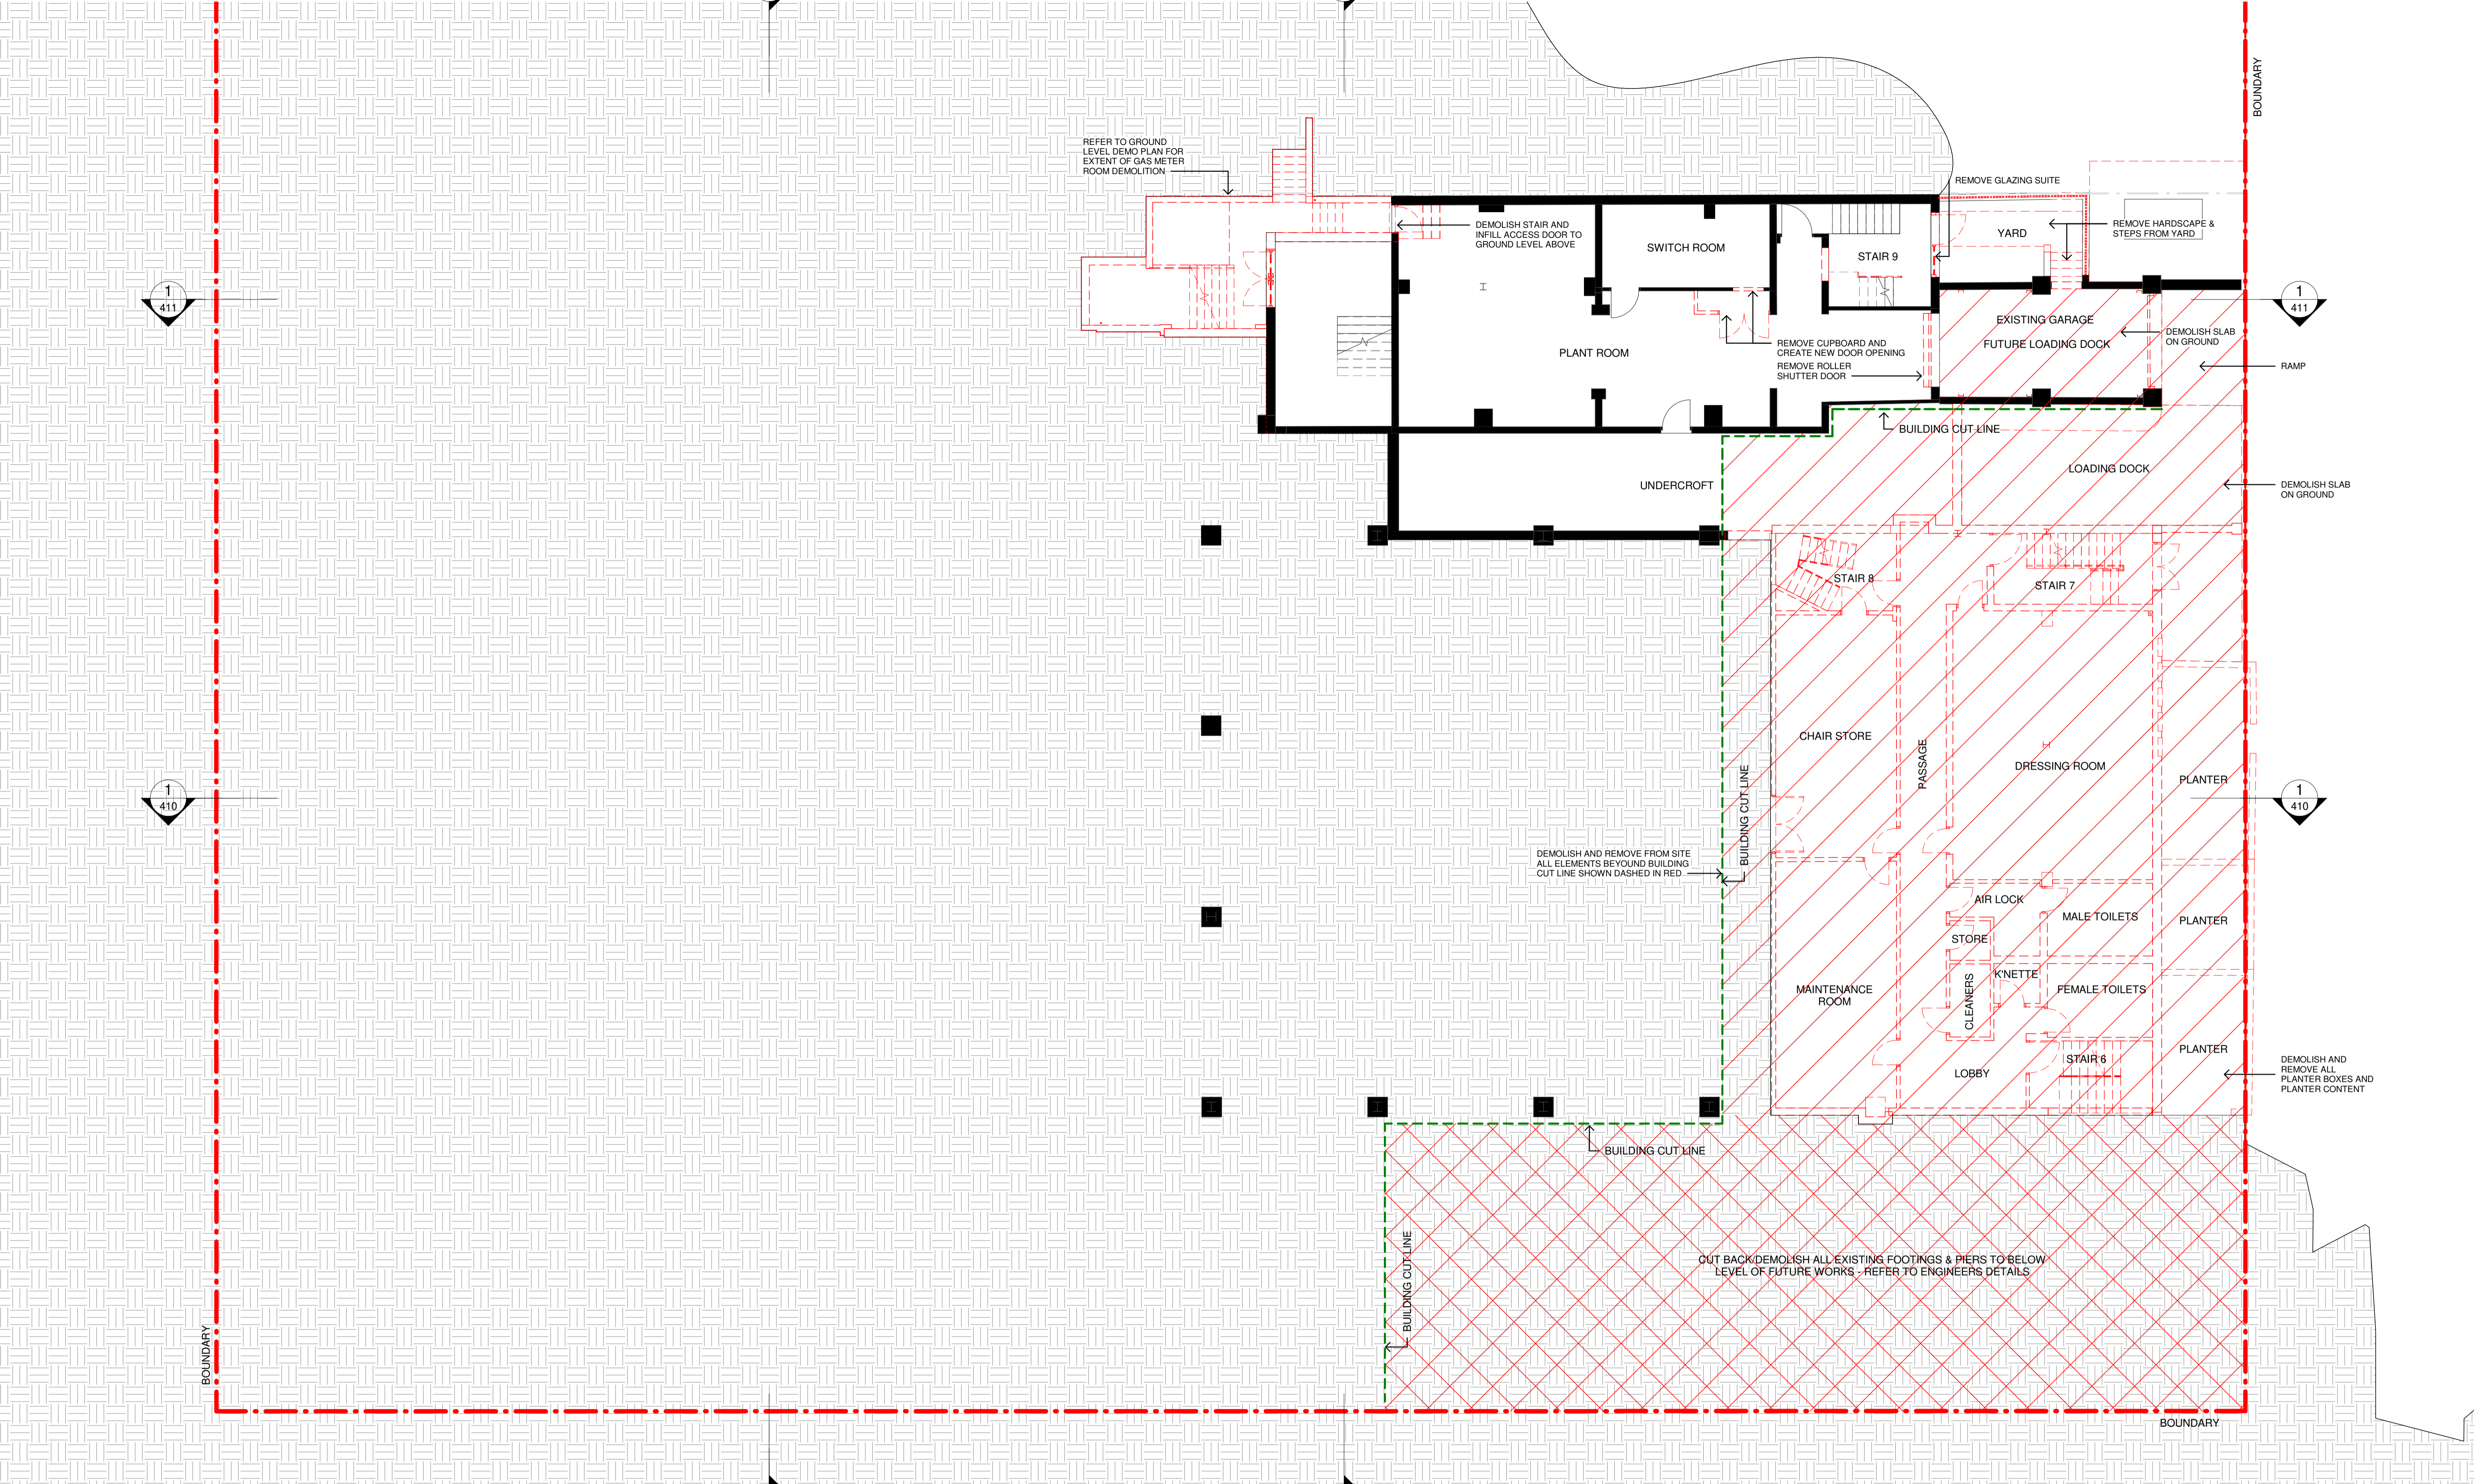 BOUNDARY
REFER TO GROUND
LEVEL DEMO PLAN FOR
EXTENT OF GAS METER
ROOM DEMOLITION
REMOVE GLAZING SUITE
DEMOLISH STAIR AND
INFILL ACCESS DOOR TO
GROUND LEVEL ABOVE
SWITCH ROOM
STAIR 9
YARD
REMOVE HARDSCAPE &
STEPS FROM YARD
1
411
1
411
EXISTING GARAGE
FUTURE LOADING DOCK
DEMOLISH SLAB
ON GROUND
PLANT ROOM
REMOVE CUPBOARD AND
CREATE NEW DOOR OPENING
REMOVE ROLLER
SHUTTER DOOR
RAMP
BUILDING CUT LINE
LOADING DOCK
UNDERCROFT
DEMOLISH SLAB
ON GROUND
STAIR 8
STAIR 7
CHAIR STORE
PASSAGE
DRESSING ROOM
PLANTER
1
410
1
410
BUILDING CUT LINE
DEMOLISH AND REMOVE FROM SITE
ALL ELEMENTS BEYOUND BUILDING
CUT LINE SHOWN DASHED IN RED
AIR LOCK
MALE TOILETS
PLANTER
STORE
K'NETTE
CLEANERS
MAINTENANCE
ROOM
FEMALE TOILETS
STAIR 6
PLANTER
LOBBY
DEMOLISH AND
REMOVE ALL
PLANTER BOXES AND
PLANTER CONTENT
BUILDING CUT LINE
BUILDING CUT LINE
CUT BACK/DEMOLISH ALL EXISTING FOOTINGS & PIERS TO BELOW
LEVEL OF FUTURE WORKS - REFER TO ENGINEERS DETAILS
BOUNDARY
BOUNDARY